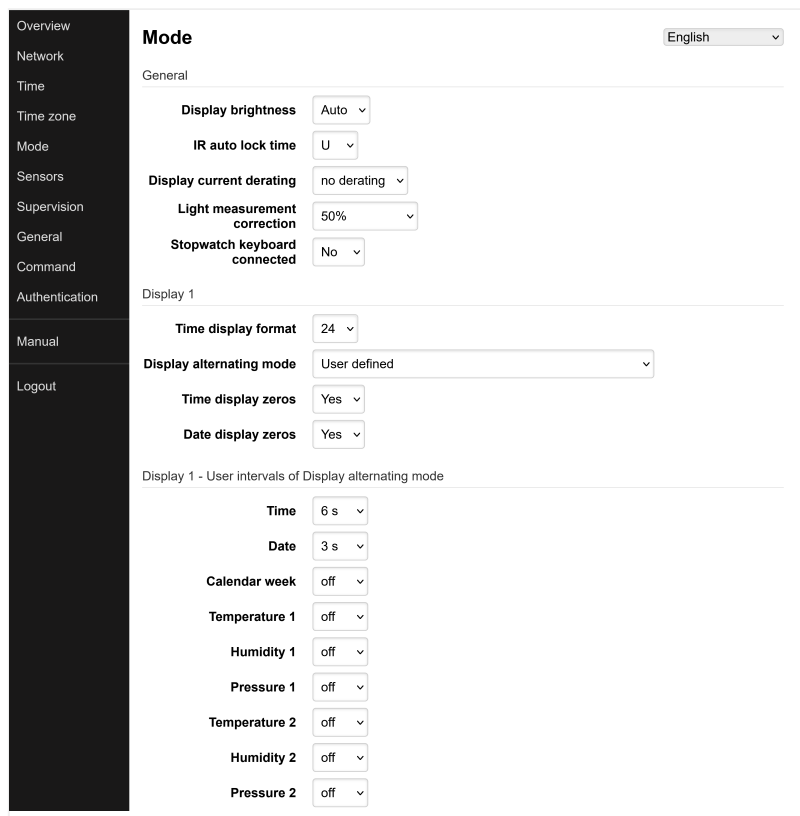 Overview
Network
Time
Time zone
Mode
Sensors
Supervision
General
Command
Authentication
Manual
Logout
Mode
English
General
Display brightness Auto
IR auto lock time U
Display current derating no derating
Light measurement
correction 50%
Stopwatch keyboard
connected No
Display 1
Time display format 24
Display alternating mode User defined
Time display zeros Yes
Date display zeros Yes
Display 1 - User intervals of Display alternating mode
Time 6 s
Date 3 s
Calendar week off
Temperature 1 off
Humidity 1 off
Pressure 1 off
Temperature 2 off
Humidity 2 off
Pressure 2 off